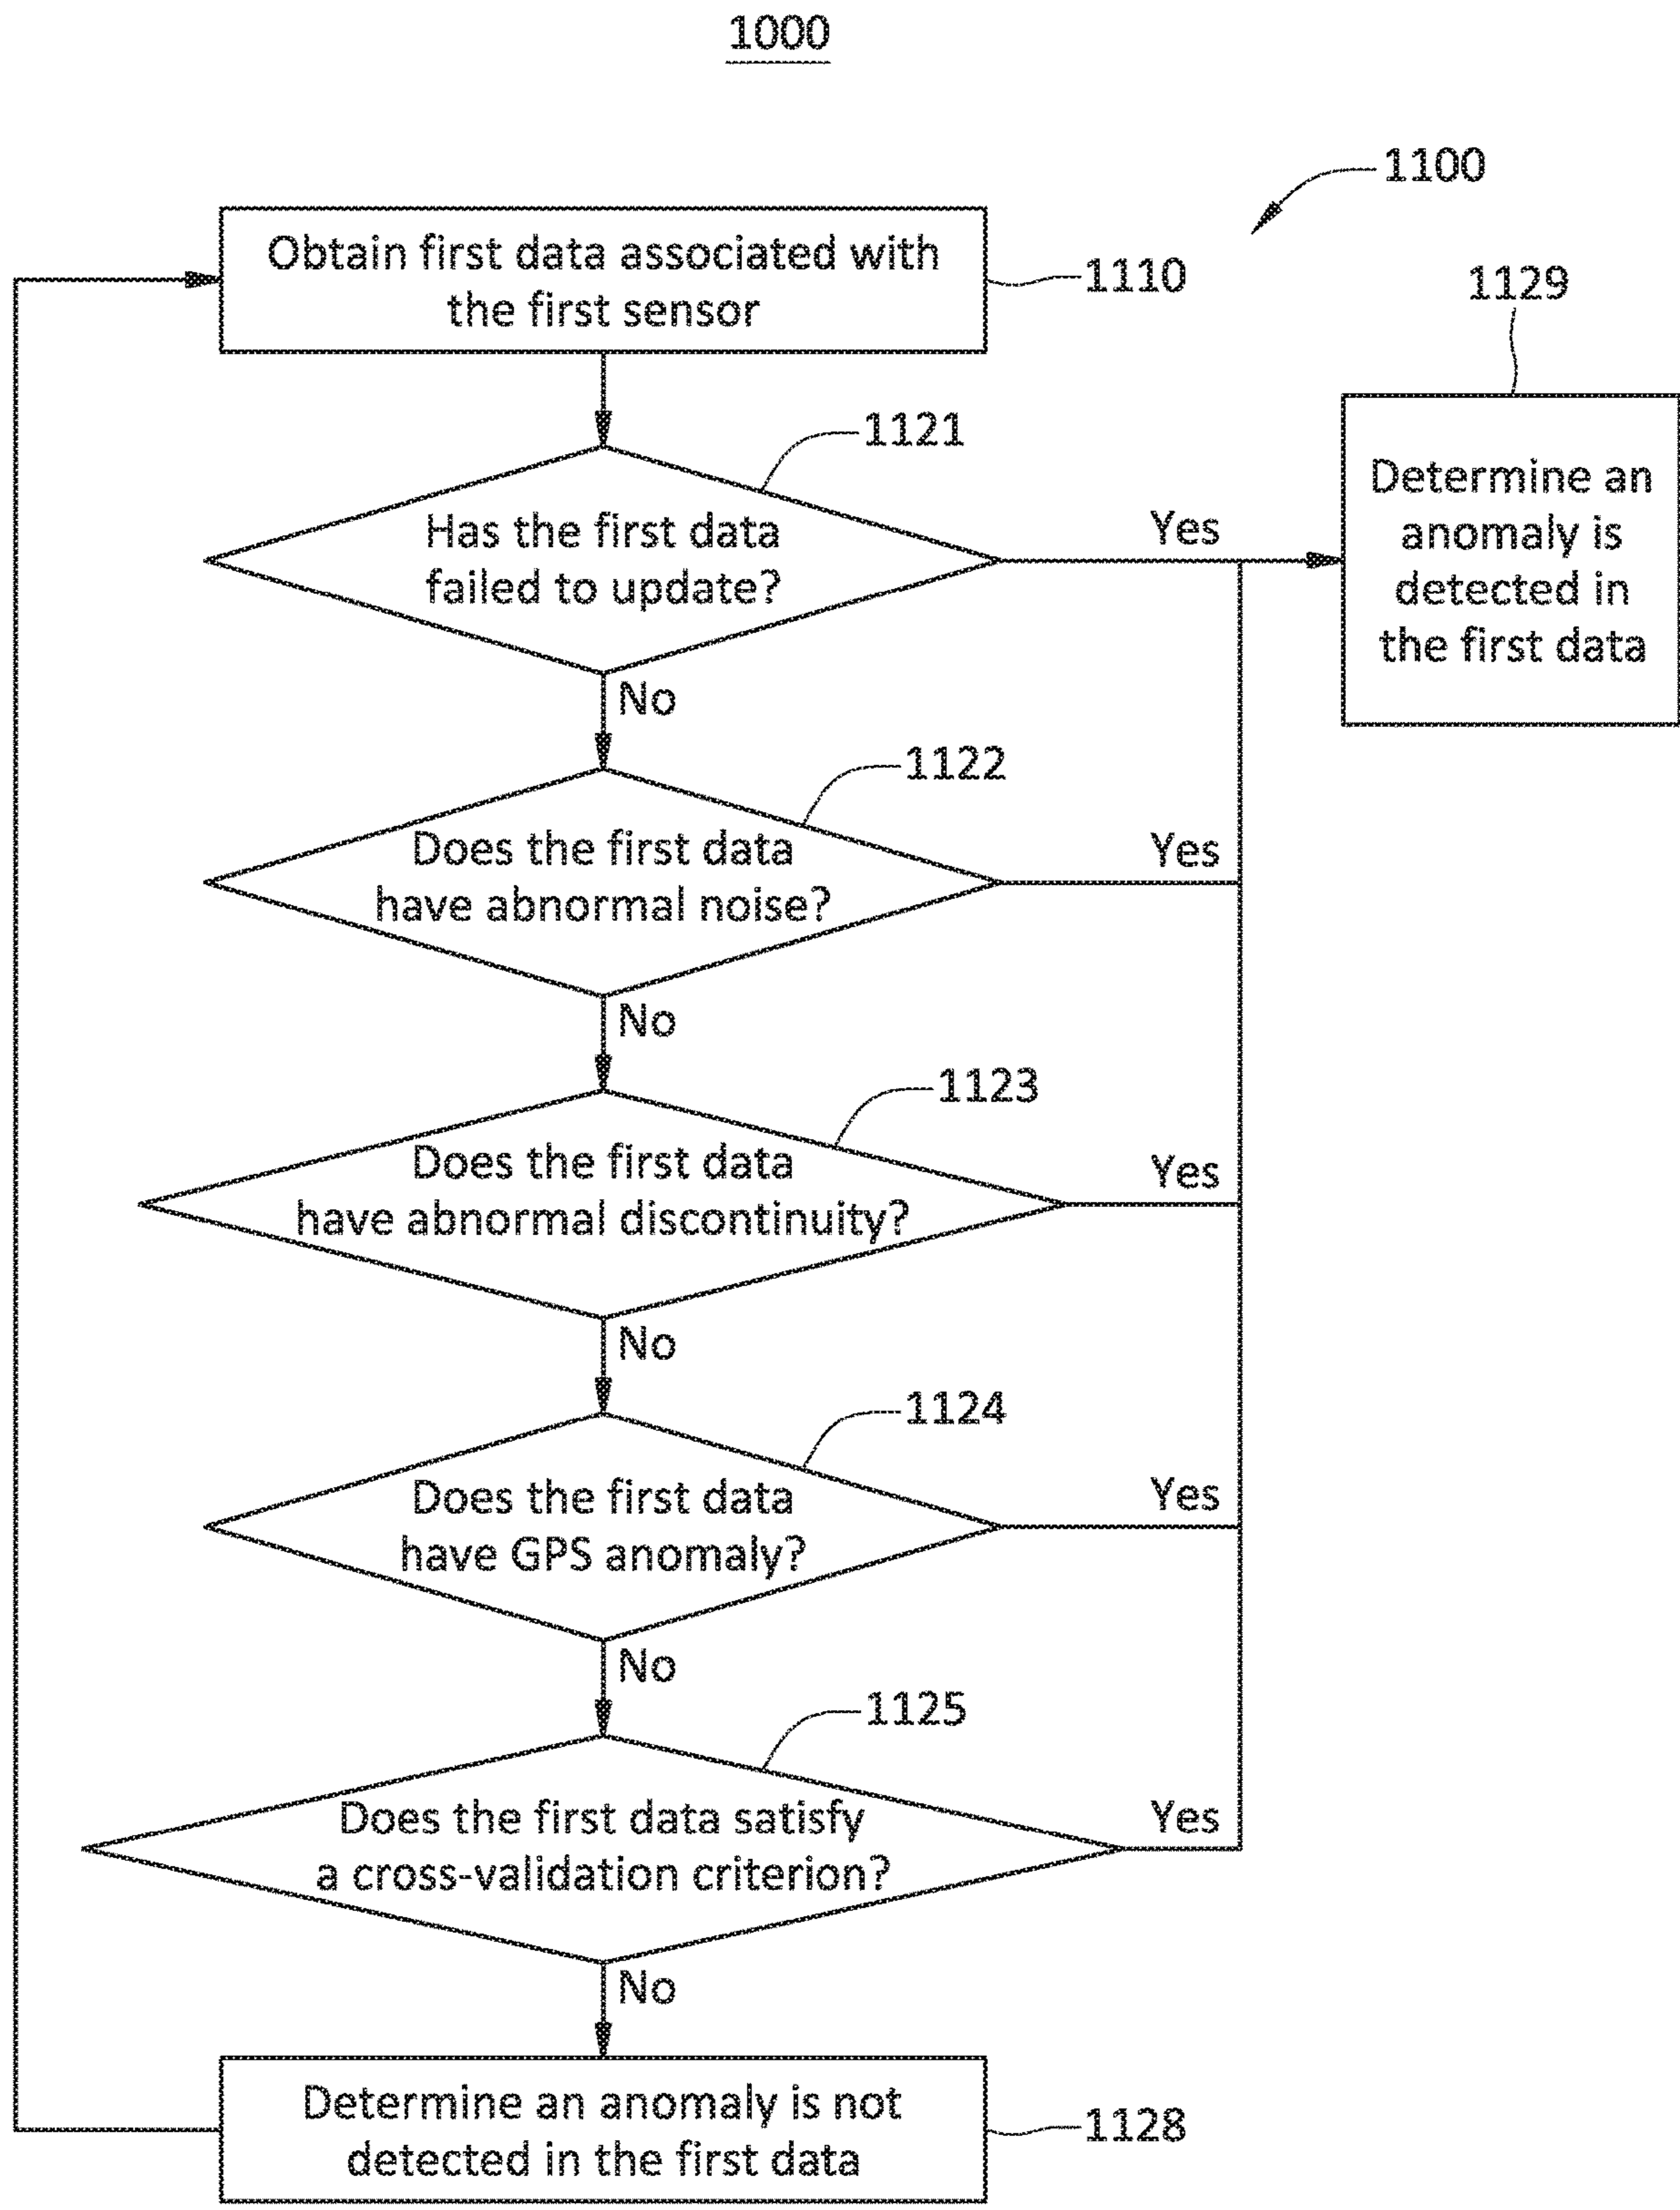 1000
1100
Obtain first data associated with
the first sensor
1110
1129
Determine an
anomaly is
detected in
the first data
1121
Has the first data
failed to update?
Yes
No
1122
Does the first data
have abnormal noise?
Yes
No
1123
Does the first data
have abnormal discontinuity?
Yes
No
1124
Does the first data
have GPS anomaly?
Yes
No
1125
Does the first data satisfy
a cross-validation criterion?
Yes
No
Determine an anomaly is not
detected in the first data
1128